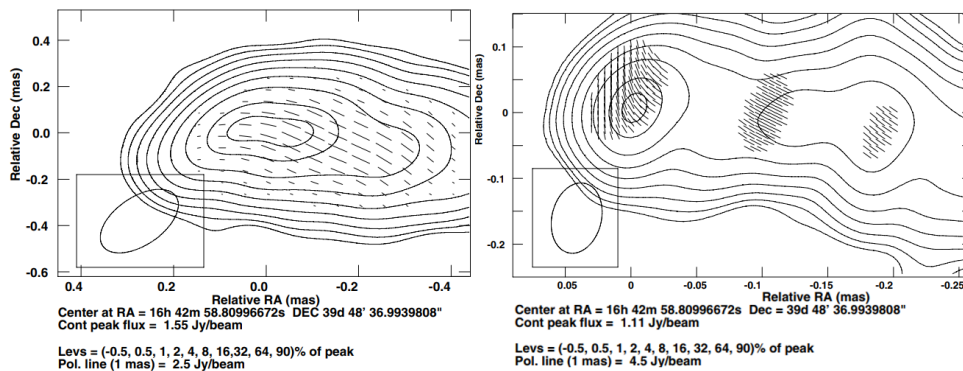 0.4
0.2
0.0
-0.2
-0.4
-0.6
Relative Dec (mas)
0.4 0.2 0.0 -0.2 -0.4
Relative RA (mas)
Center at RA = 16h 42m 58.80996672s DEC 39d 48' 36.9939808"
Cont peak flux = 1.55 Jy/beam
Levs = (-0.5, 0.5, 1, 2, 4, 8, 16,32, 64, 90)% of peak
Pol. line (1 mas) = 2.5 Jy/beam
0.1
0
-0.1
-0.2
Relative Dec (mas)
0.05 0 -0.05 -0.1 -0.15 -0.2 -0.25
Relative RA (mas)
Center at RA = 16h 42m 58.80996672s Dec = 39d 48' 36.9939808"
Cont peak flux = 1.11 Jy/beam
Levs = (-0.5, 0.5, 1, 2, 4, 8, 16, 32, 64, 90)% of peak
Pol. line (1 mas) = 4.5 Jy/beam